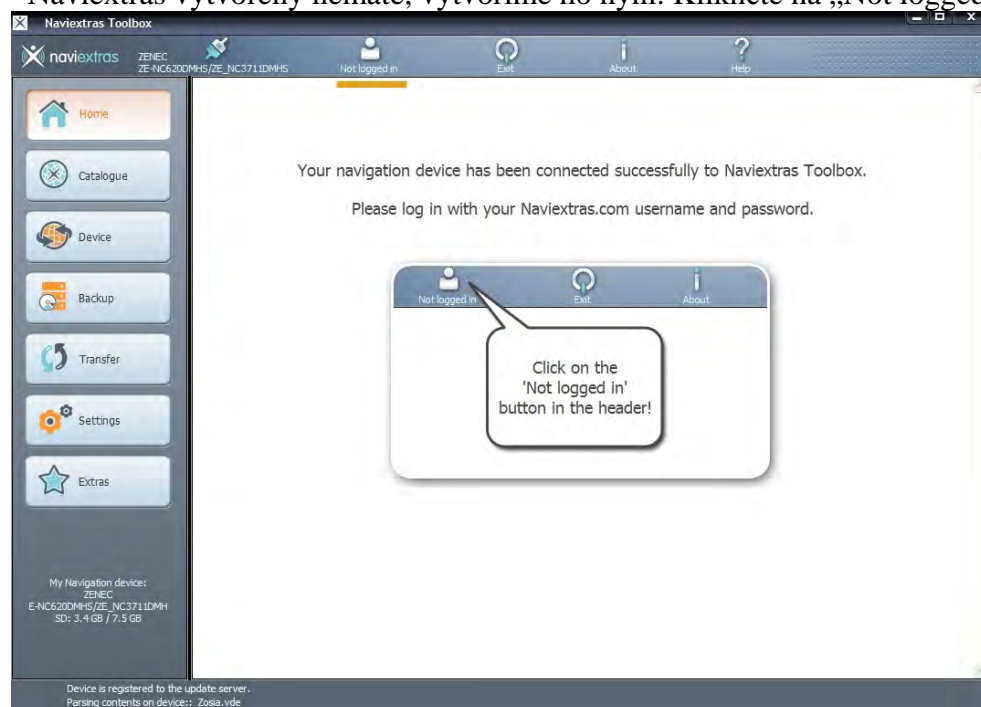 Naviextras vytvořený nemáte, vytvoříme ho nyní. Klikněte na „Not logged
Naviextras Toolbox
naviextras
ZENEC
ZE-NC620DMHS/ZE_NC3711DMHS
Not logged in
Exit
About
Help
Home
Catalogue
Device
Backup
Transfer
Settings
Extras
Your navigation device has been connected successfully to Naviextras Toolbox.
Please log in with your Naviextras.com username and password.
Not logged in
Exit
About
Click on the
'Not logged in'
button in the header!
My Navigation device:
ZENEC
E-NC620DMHS/ZE_NC3711DMH
SD: 3.4 GB / 7.5 GB
Device is registered to the update server.
Parsing contents on device:: Zosia.vde